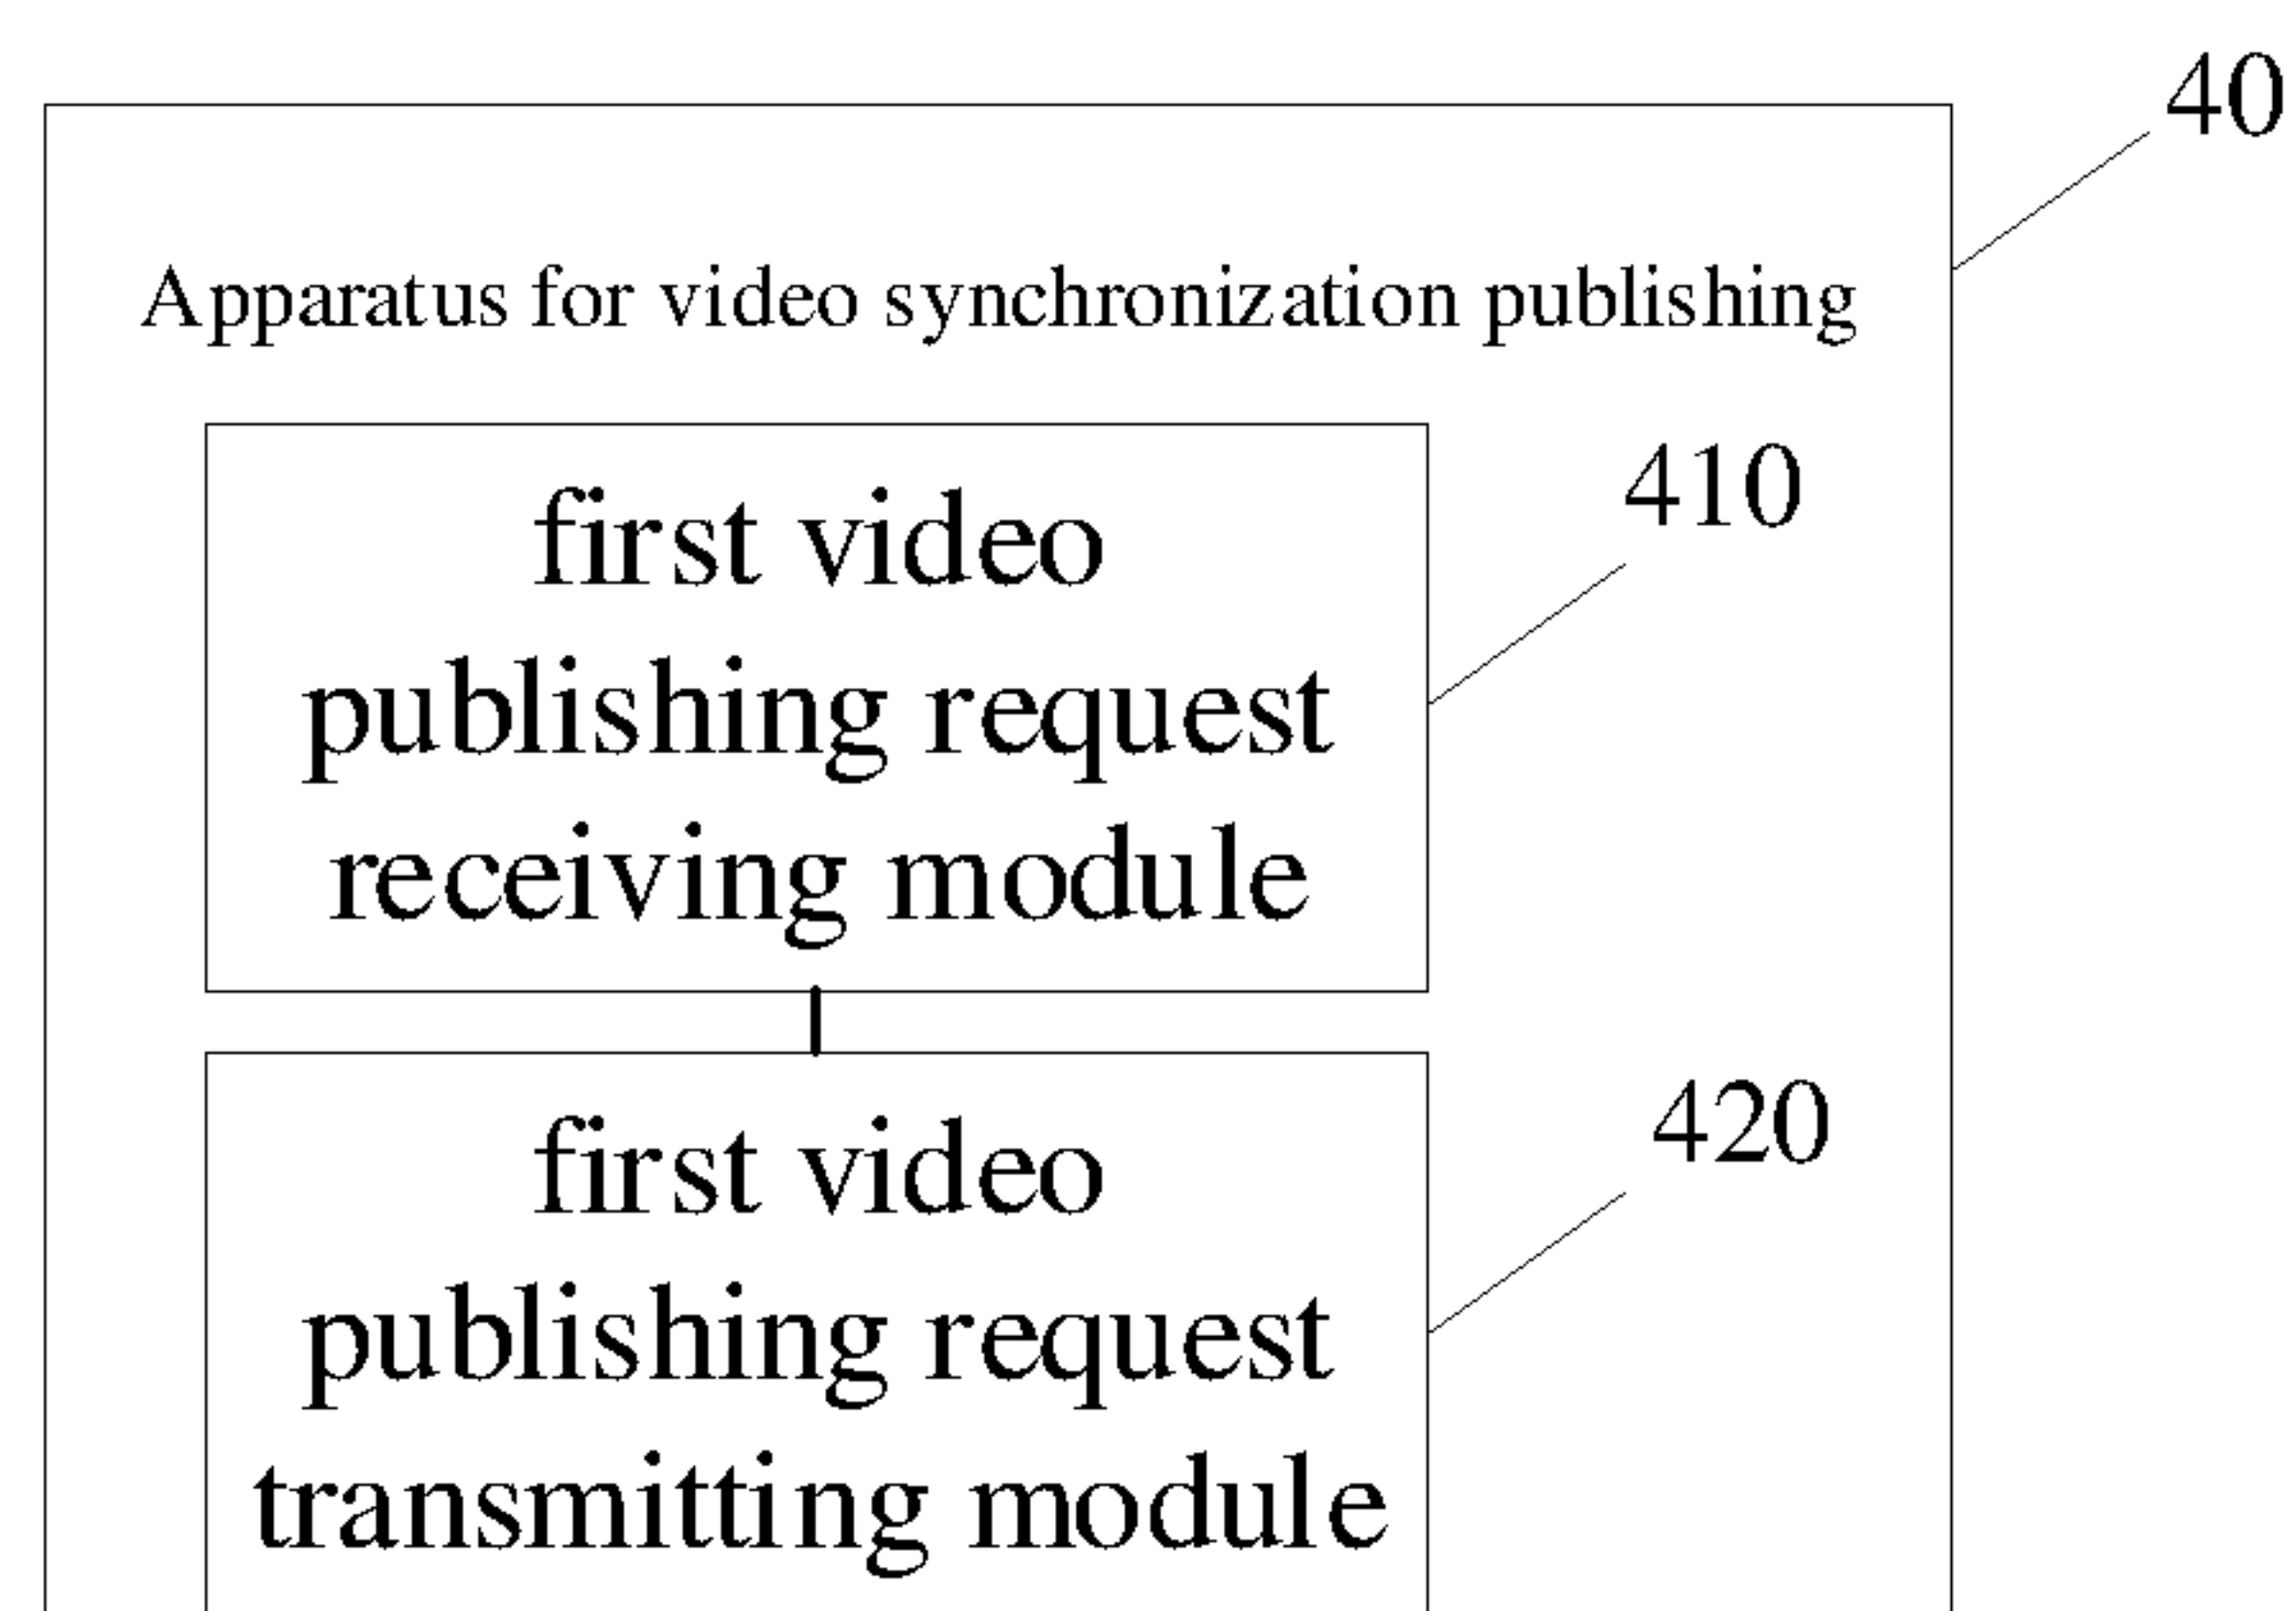 40
Apparatus for video synchronization publishing
410
first video
publishing request
receiving module
420
first video
publishing request
transmitting module